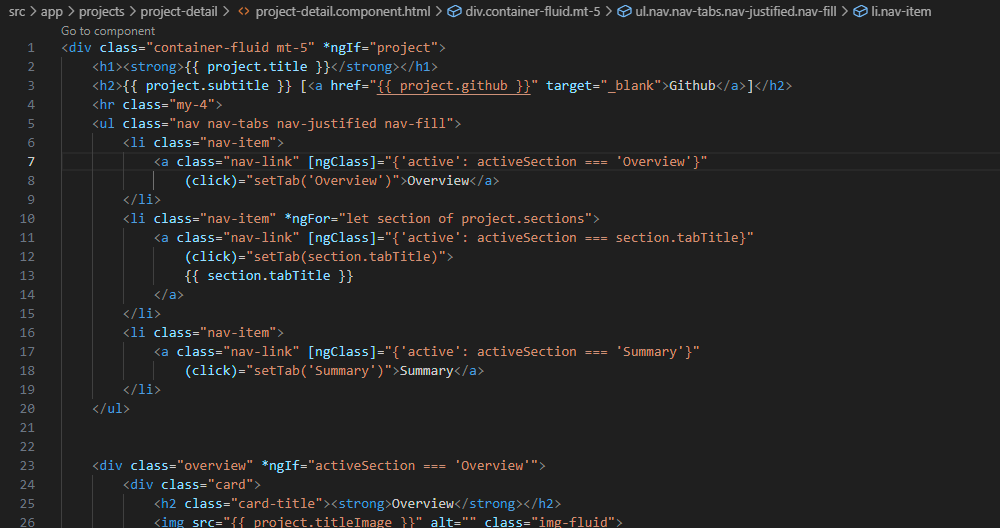 src > app > projects > project-detail > <> project-detail.component.html > div.container-fluid.mt-5 > ul.nav.nav-tabs.nav-justified.nav-fill > li.nav-item
Go to component
1 <div class="container-fluid mt-5" *ngIf="project">
2 <h1><strong>{{ project.title }}</strong></h1>
3 <h2>{{ project.subtitle }} [<a href="{{ project.github }}" target="_blank">Github</a>]</h2>
4 <hr class="my-4">
5 <ul class="nav nav-tabs nav-justified nav-fill">
6 <li class="nav-item">
7 <a class="nav-link" [ngClass]="{'active': activeSection === 'Overview'}"
8 (click)="setTab('Overview')">Overview</a>
9 </li>
10 <li class="nav-item" *ngFor="let section of project.sections">
11 <a class="nav-link" [ngClass]="{'active': activeSection === section.tabTitle}"
12 (click)="setTab(section.tabTitle)">
13 {{ section.tabTitle }}
14 </a>
15 </li>
16 <li class="nav-item">
17 <a class="nav-link" [ngClass]="{'active': activeSection === 'Summary'}"
18 (click)="setTab('Summary')">Summary</a>
19 </li>
20 </ul>
21
22
23 <div class="overview" *ngIf="activeSection === 'Overview'">
24 <div class="card">
25 <h2 class="card-title"><strong>Overview</strong></h2>
26 <img src="{{ project.titleImage }}" alt="" class="img-fluid">